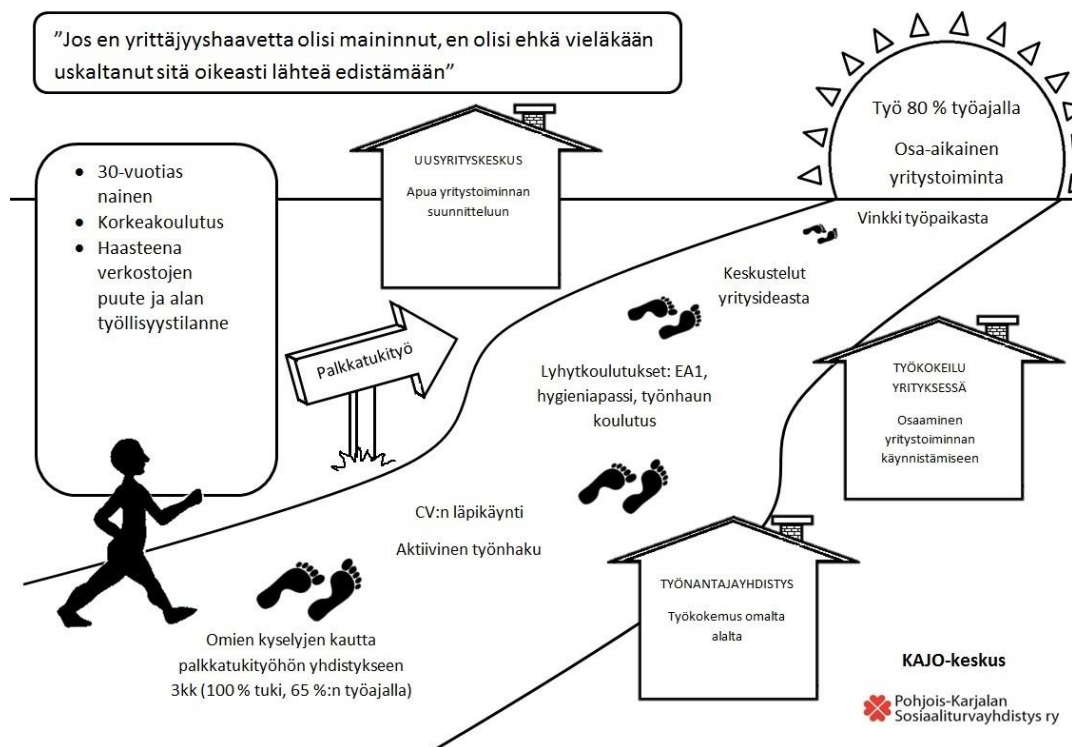 ”Jos en yrittäjyyshaavetta olisi maininnut, en olisi ehkä vieläkään
uskaltanut sitä oikeasti lähteä edistämään”
• 30-vuotias
nainen
• Korkeakoulutus
• Haasteena
verkostojen
puute ja alan
työllisyystilanne
UUSYRITYSKESKUS
Apua yritystoiminnan
suunnitteluun
Työ 80 % työajalla
Osa-aikainen
yritystoiminta
Vinkki työpaikasta
Keskustelut
yritysideasta
Palkkatukityö
Lyhytkoulutukset: EA1,
hygieniapassi, työnhaun
koulutus
TYÖKOKEILU
YRITYKSESSÄ
Osaaminen
yritystoiminnan
käynnistämiseen
CV:n läpikäynti
Aktiivinen työnhaku
TYÖNANTAJAYHDISTYS
Työkokemus omalta
alalta
Omien kyselyjen kautta
palkkatukityöhön yhdistykseen
3kk (100 % tuki, 65 %:n työajalla)
KAJO-keskus
Pohjois-Karjalan
Sosiaaliturvayhdistys ry